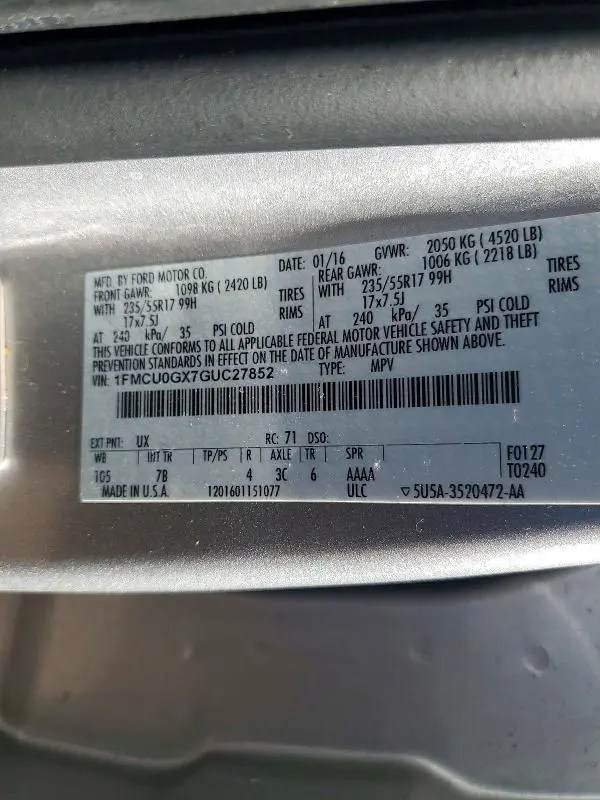 MFD. BY FORD MOTOR CO.
DATE: 01/16 GVWR: 2050 KG ( 4520 LB)
FRONT GAWR: 1098 KG ( 2420 LB) REAR GAWR: 1006 KG ( 2218 LB)
WITH 235/55R17 99H TIRES WITH 235/55R17 99H TIRES
17x7.5J RIMS 17x7.5J RIMS
AT 240 kPa/ 35 PSI COLD AT 240 kPa/ 35 PSI COLD
THIS VEHICLE CONFORMS TO ALL APPLICABLE FEDERAL MOTOR VEHICLE SAFETY AND THEFT
PREVENTION STANDARDS IN EFFECT ON THE DATE OF MANUFACTURE SHOWN ABOVE.
VIN: 1FMCU0GX7GUC27852 TYPE: MPV
EXT PNT: UX RC: 71 DSO:
WB INT TR TP/PS R AXLE TR SPR F0127
105 7B 4 3C 6 AAAA T0240
MADE IN U.S.A. 1201601151077 ULC ▽5U5A-3520472-AA